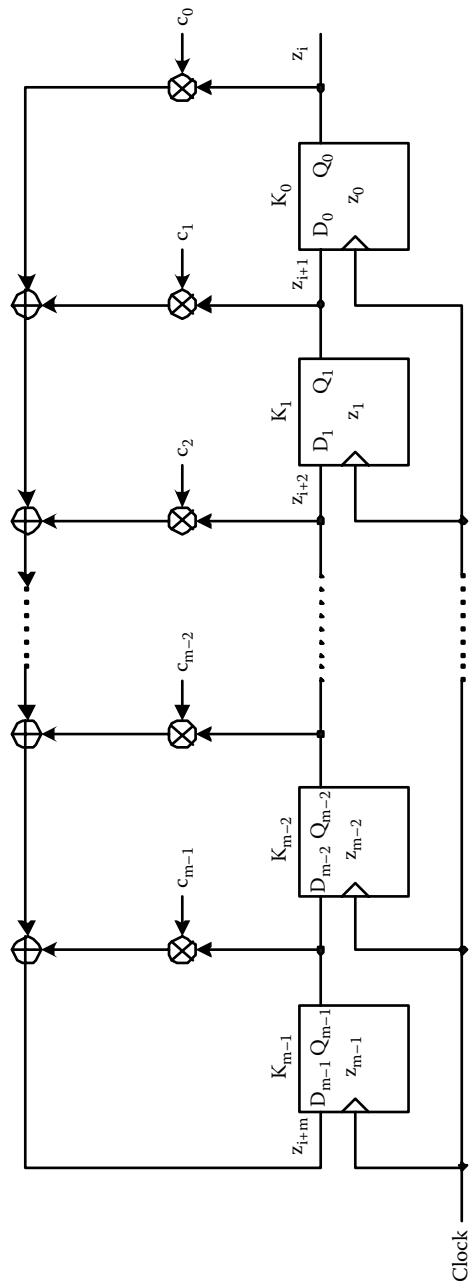 c₀
c₁
c₂
cₘ₋₂
cₘ₋₁
zᵢ₊ₘ
Kₘ₋₁
Dₘ₋₁ Qₘ₋₁
zₘ₋₁
Kₘ₋₂
Dₘ₋₂ Qₘ₋₂
zₘ₋₂
zᵢ₊₂
K₁
D₁ Q₁
z₁
zᵢ₊₁
K₀
D₀ Q₀
z₀
zᵢ
Clock